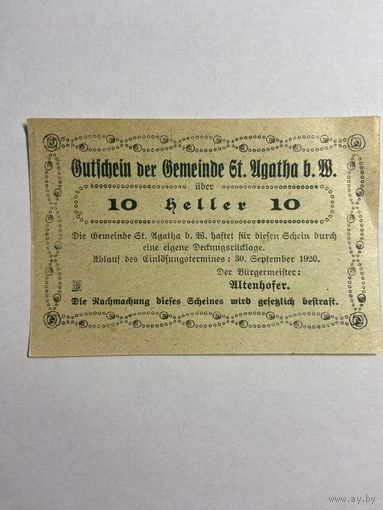 Gutschein der Gemeinde St. Agatha b. W.
über
10 Heller 10
Die Gemeinde St. Agatha b. W. haftet für diesen Schein durch
eine eigene Deckungsrücklage.
Ablauf des Einlösungstermines: 30. September 1920.
Der Bürgermeister:
Altenhofer.
Die Nachmachung dieses Scheines wird gesetzlich bestraft.
www.ay.by